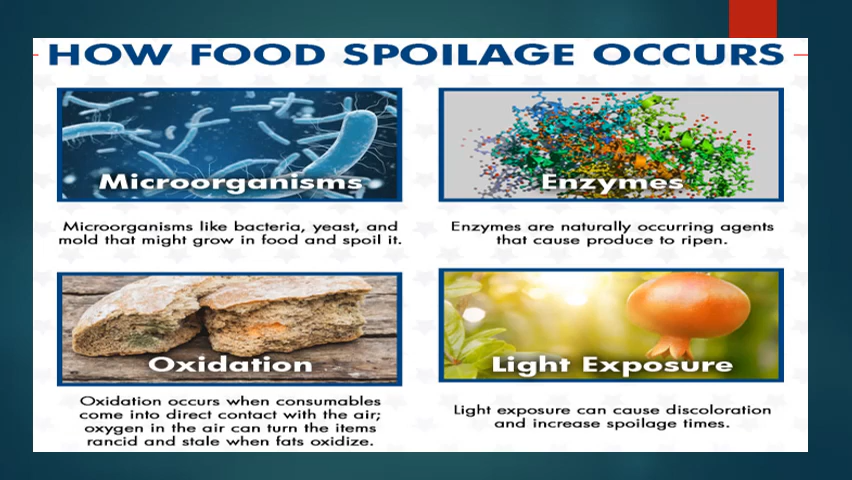 HOW FOOD SPOILAGE OCCURS
Microorganisms
Microorganisms like bacteria, yeast, and
mold that might grow in food and spoil it.
Enzymes
Enzymes are naturally occurring agents
that cause produce to ripen.
Oxidation
Oxidation occurs when consumables
come into direct contact with the air;
oxygen in the air can turn the items
rancid and stale when fats oxidize.
Light Exposure
Light exposure can cause discoloration
and increase spoilage times.